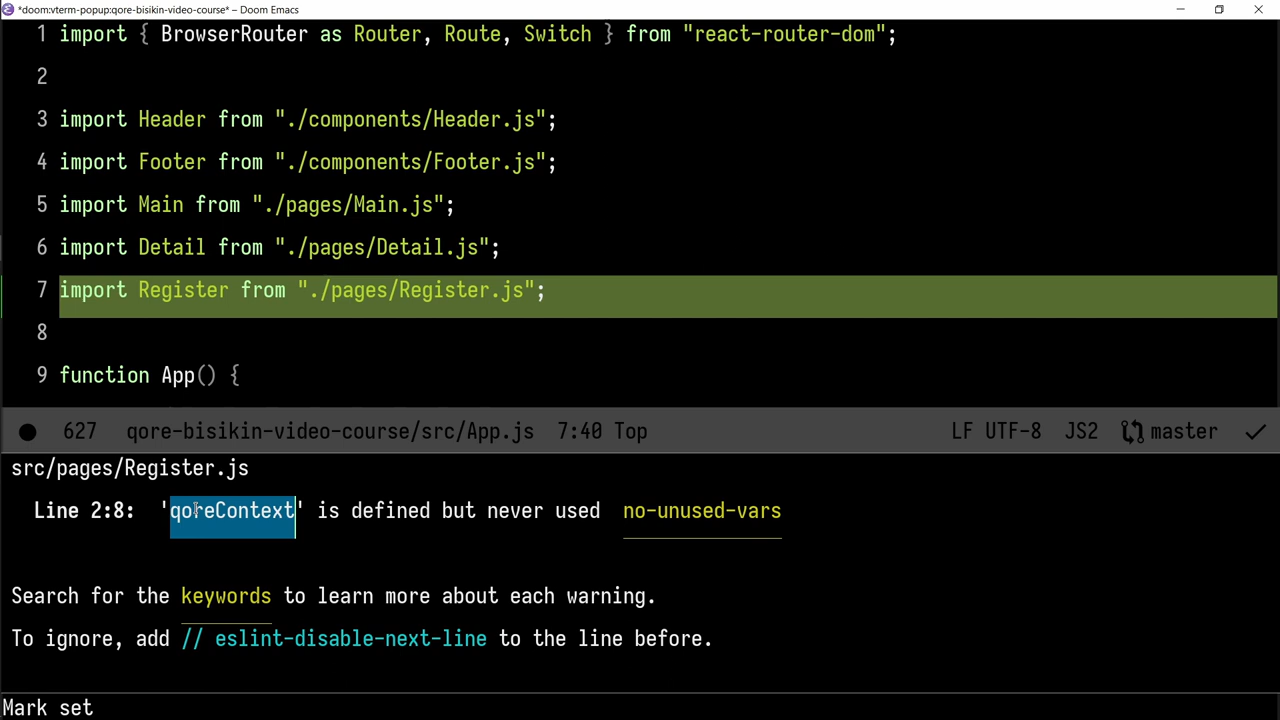 *doom:vterm-popup:qore-bisikin-video-course* – Doom Emacs
1 import { BrowserRouter as Router, Route, Switch } from "react-router-dom";
2
3 import Header from "./components/Header.js";
4 import Footer from "./components/Footer.js";
5 import Main from "./pages/Main.js";
6 import Detail from "./pages/Detail.js";
7 import Register from "./pages/Register.js";
8
9 function App() {
627 qore-bisikin-video-course/src/App.js 7:40 Top LF UTF-8 JS2 master
src/pages/Register.js
Line 2:8: 'qoreContext' is defined but never used no-unused-vars
Search for the keywords to learn more about each warning.
To ignore, add // eslint-disable-next-line to the line before.
Mark set